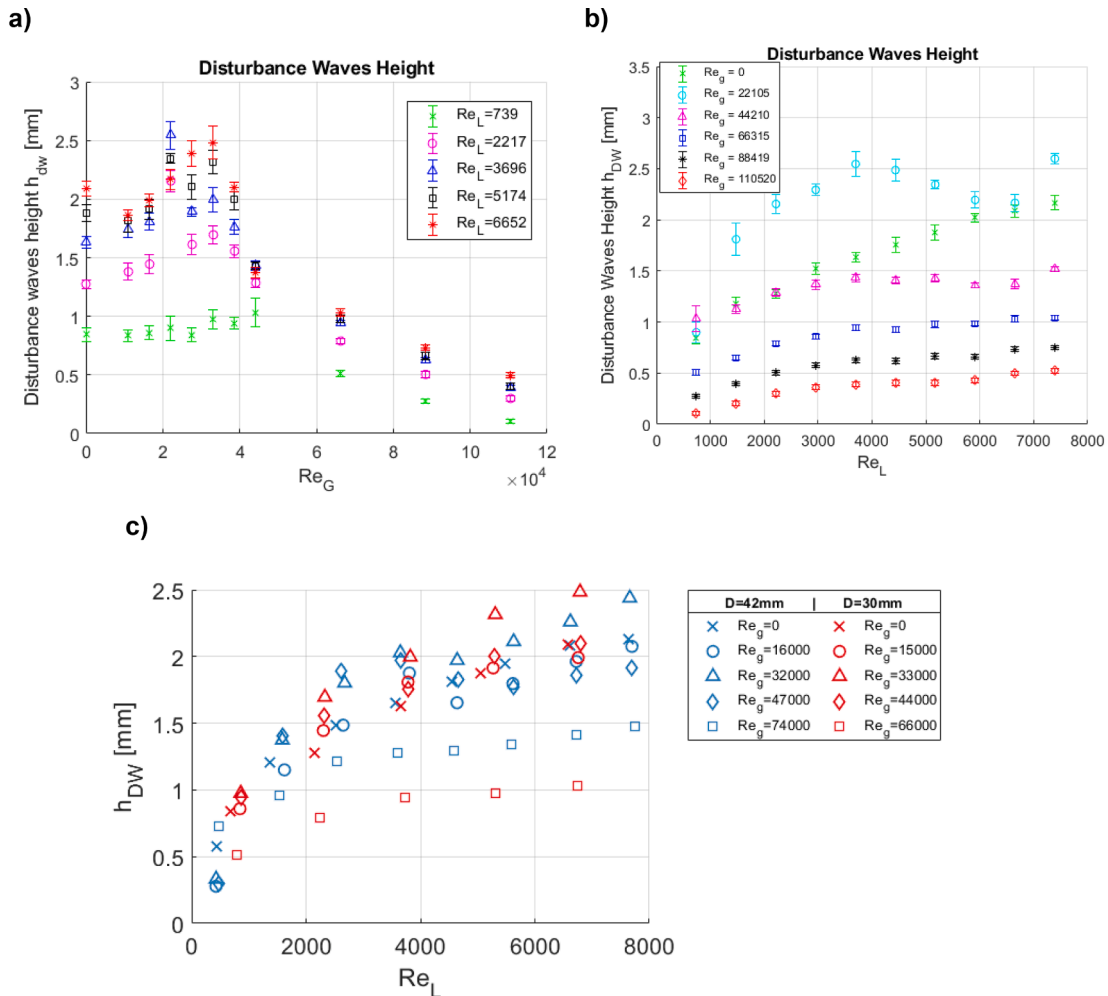 a)
Disturbance Waves Height
Disturbance waves height h_dw [mm]
3
2.5
2
1.5
1
0.5
0
Re_L=739
Re_L=2217
Re_L=3696
Re_L=5174
Re_L=6652
0 2 4 6 8 10 12
Re_G
×10^4
b)
Disturbance Waves Height
Disturbance Waves Height h_DW [mm]
3.5
3
2.5
2
1.5
1
0.5
0
Re_g = 0
Re_g = 22105
Re_g = 44210
Re_g = 66315
Re_g = 88419
Re_g = 110520
0 1000 2000 3000 4000 5000 6000 7000 8000
Re_L
c)
h_DW [mm]
2.5
2
1.5
1
0.5
0
0 2000 4000 6000 8000
Re_L
D=42mm | D=30mm
Re_g=0 Re_g=0
Re_g=16000 Re_g=15000
Re_g=32000 Re_g=33000
Re_g=47000 Re_g=44000
Re_g=74000 Re_g=66000